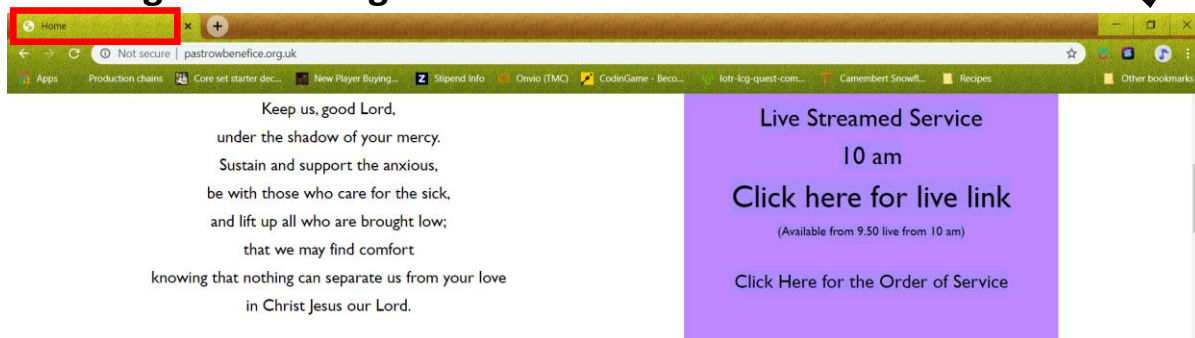 Home
Not secure | pastrowbenefice.org.uk
Apps Production chains Core set starter dec... New Player Buying... Stipend Info Onvio (TMC) CodinGame - Beco... lotr-lcg-quest-com... Camembert Snowfl... Recipes Other bookmarks
Keep us, good Lord,
under the shadow of your mercy.
Sustain and support the anxious,
be with those who care for the sick,
and lift up all who are brought low;
that we may find comfort
knowing that nothing can separate us from your love
in Christ Jesus our Lord.
Live Streamed Service
10 am
Click here for live link
(Available from 9.50 live from 10 am)
Click Here for the Order of Service